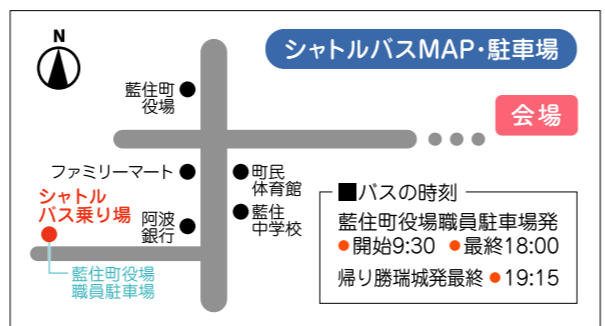 N
シャトルバスMAP・駐車場
藍住町
役場
会場
ファミリーマート
町民
体育館
シャトル
バス乗り場
阿波
銀行
藍住
中学校
藍住町役場
職員駐車場
■バスの時刻
藍住町役場職員駐車場発
●開始9:30 ●最終18:00
帰り勝瑞城発最終 ●19:15